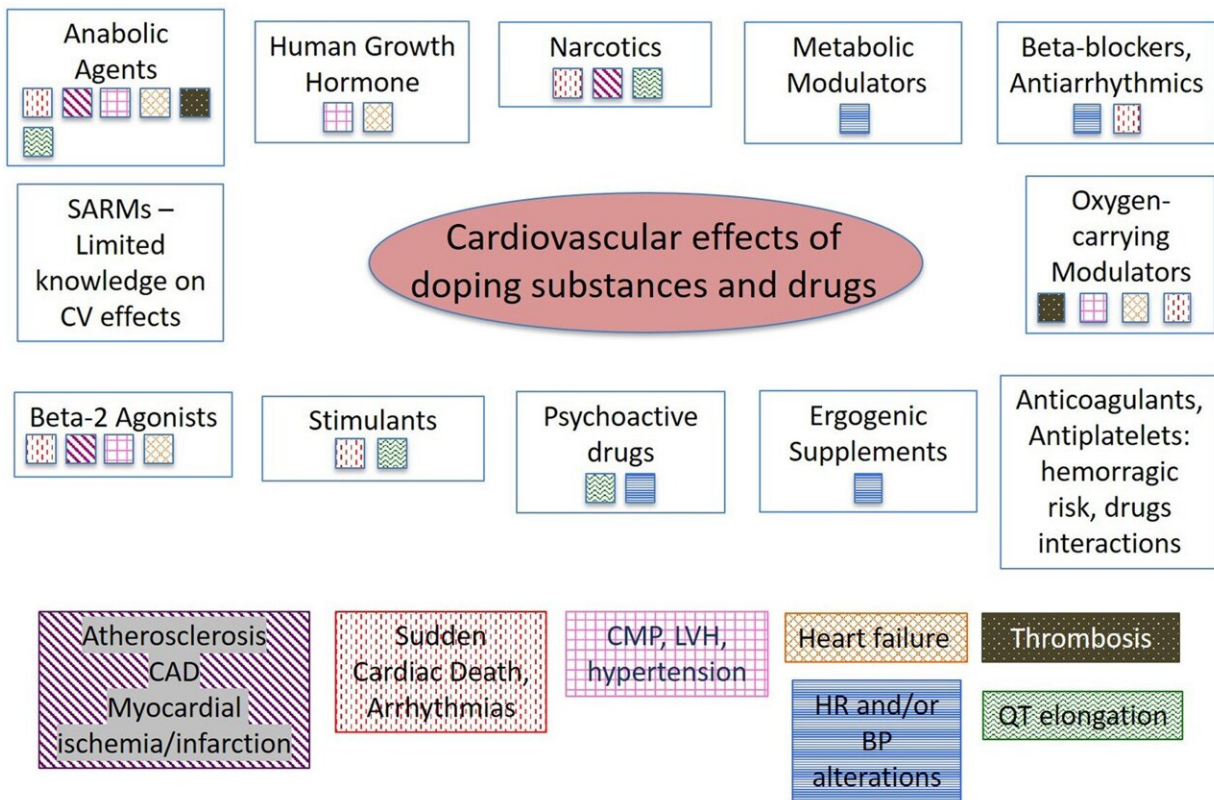 Anabolic
Agents
Human Growth
Hormone
Narcotics
Metabolic
Modulators
Beta-blockers,
Antiarrhythmics
SARMs –
Limited
knowledge on
CV effects
Cardiovascular effects of
doping substances and drugs
Oxygen-
carrying
Modulators
Beta-2 Agonists
Stimulants
Psychoactive
drugs
Ergogenic
Supplements
Anticoagulants,
Antiplatelets:
hemorragic
risk, drugs
interactions
Atherosclerosis
CAD
Myocardial
ischemia/infarction
Sudden
Cardiac Death,
Arrhythmias
CMP, LVH,
hypertension
Heart failure
Thrombosis
HR and/or
BP
alterations
QT elongation